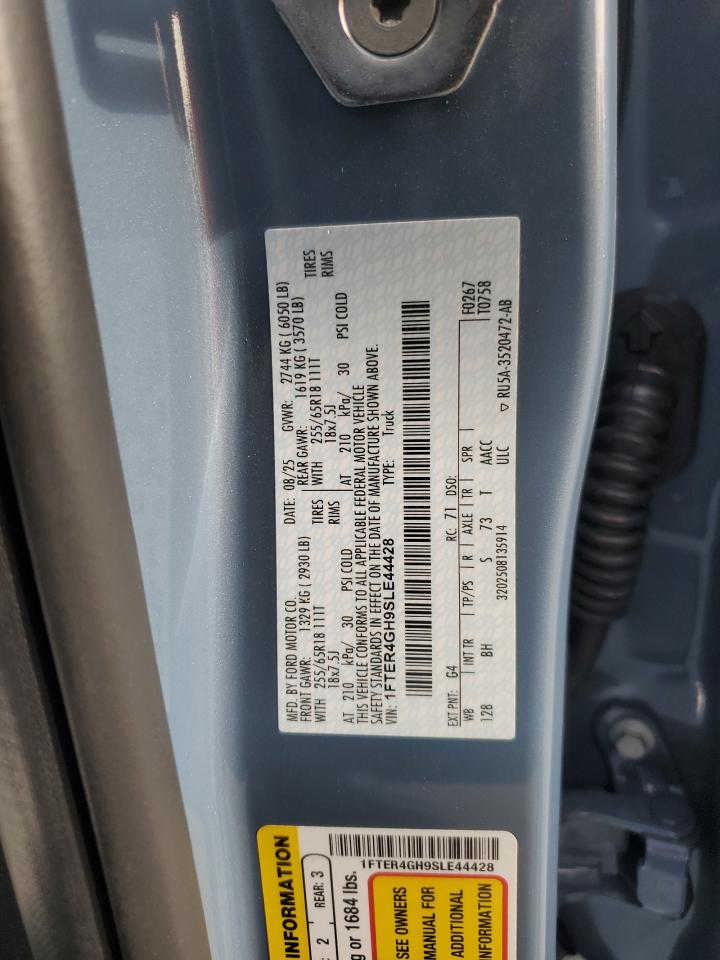 MFD. BY FORD MOTOR CO.
DATE: 08/25
GVWR: 2744 KG ( 6050 LB)
FRONT GAWR: 1329 KG ( 2930 LB)
REAR GAWR: 1619 KG ( 3570 LB)
WITH 255/65R18 111T TIRES
WITH 255/65R18 111T TIRES
18x7.5J RIMS
18x7.5J RIMS
AT 210 kPa/ 30 PSI COLD
AT 210 kPa/ 30 PSI COLD
THIS VEHICLE CONFORMS TO ALL APPLICABLE FEDERAL MOTOR VEHICLE
SAFETY STANDARDS IN EFFECT ON THE DATE OF MANUFACTURE SHOWN ABOVE.
VIN: 1FTER4GH9SLE44428
TYPE: Truck
EXT PNT: G4 RC: 71 DSO: F0267
T0758
WB INT TR TP/PS R AXLE TR SPR
128 BH S 73 T AACC
3202508135914 ULC
▽ RU5A-3520472-AB
INFORMATION
2 REAR: 3
g or 1684 lbs.
1FTER4GH9SLE44428
SEE OWNERS
MANUAL FOR
ADDITIONAL
INFORMATION